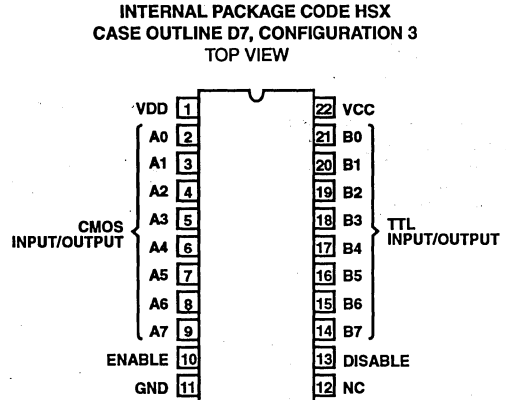 INTERNAL PACKAGE CODE HSX
CASE OUTLINE D7, CONFIGURATION 3
TOP VIEW
VDD 1 22 VCC
A0 2 21 B0
A1 3 20 B1
A2 4 19 B2
A3 5 18 B3
CMOS
INPUT/OUTPUT
TTL
INPUT/OUTPUT
A4 6 17 B4
A5 7 16 B5
A6 8 15 B6
A7 9 14 B7
ENABLE 10 13 DISABLE
GND 11 12 NC